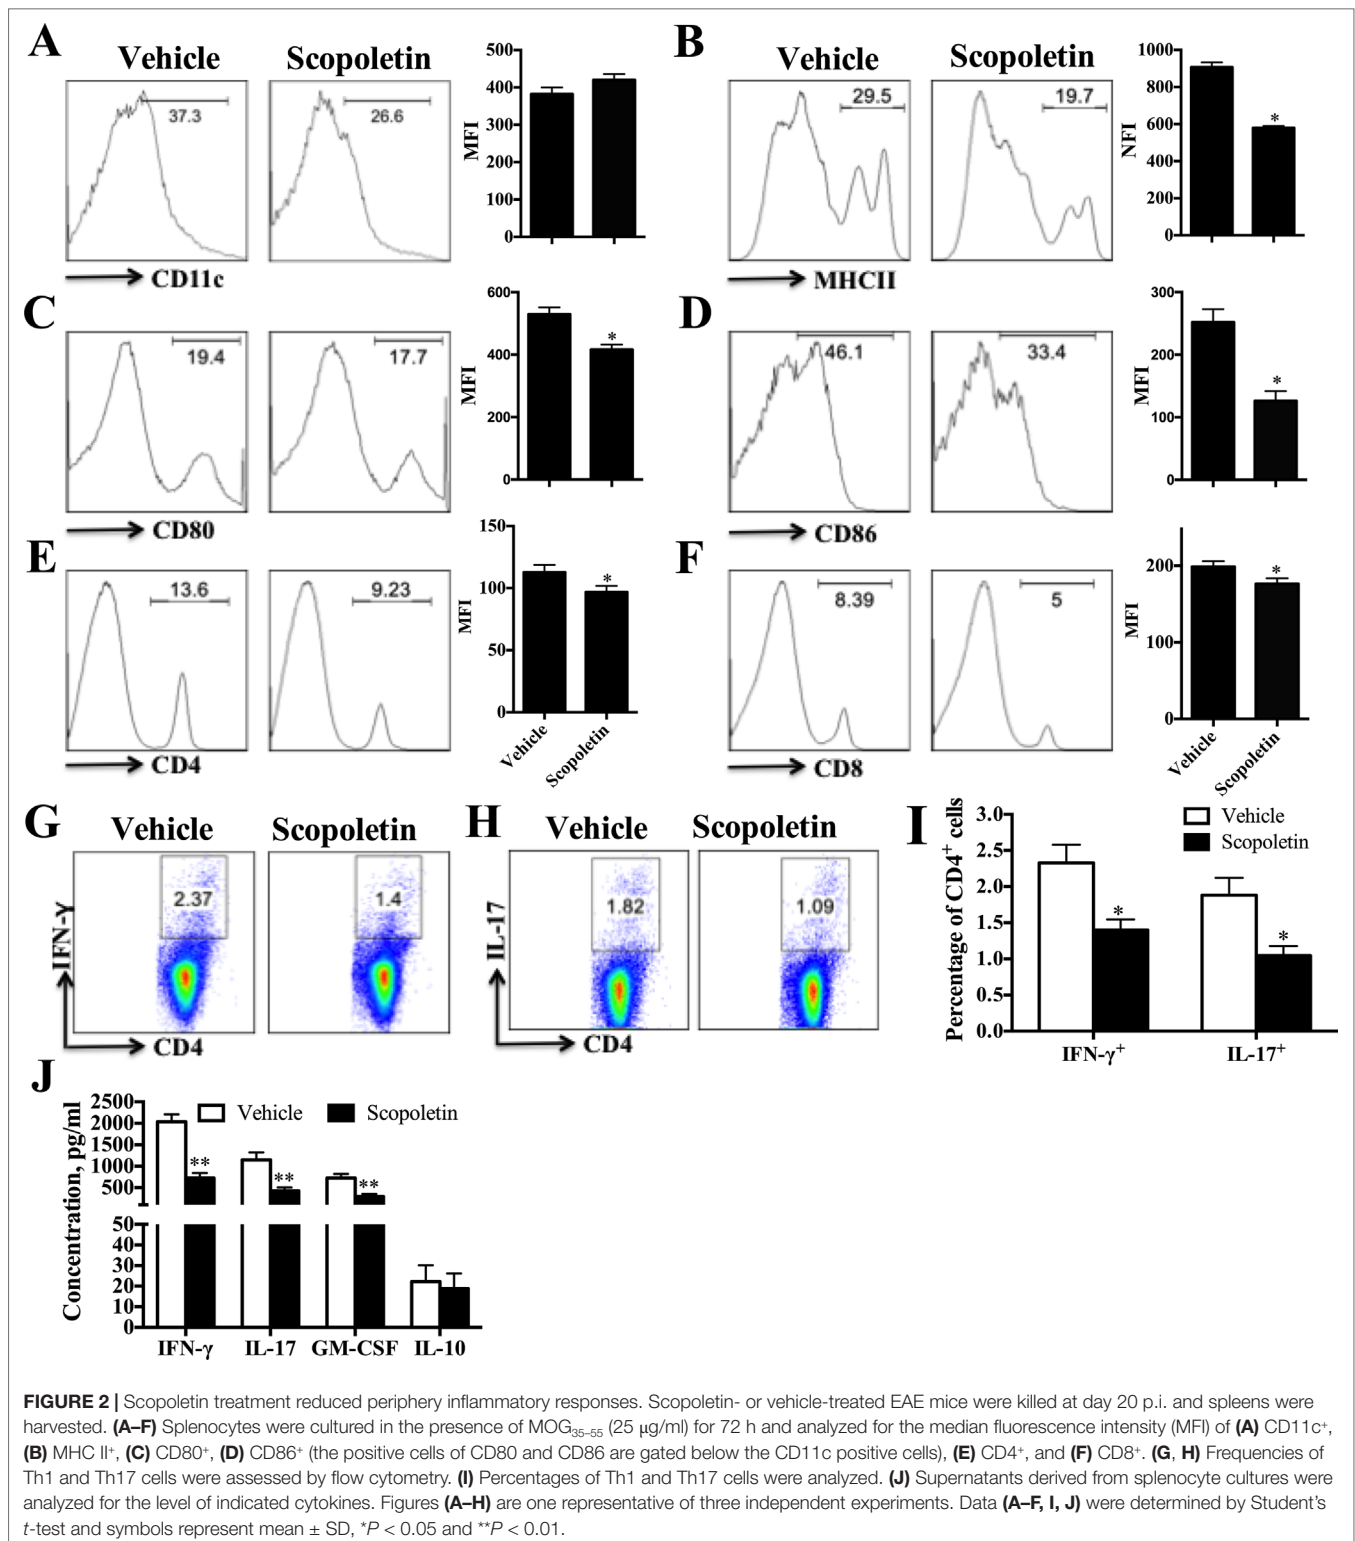 A
Vehicle
Scopoletin
37.3
26.6
CD11c
MFI
500
400
300
200
100
0
B
Vehicle
Scopoletin
29.5
19.7
MHCII
NFI
1000
800
600
400
200
0
*
C
19.4
17.7
CD80
MFI
600
400
200
0
*
D
46.1
33.4
CD86
MFI
300
200
100
0
*
E
13.6
9.23
CD4
MFI
150
100
50
0
*
Vehicle
Scopoletin
F
8.39
5
CD8
MFI
200
100
0
*
Vehicle
Scopoletin
G
Vehicle
Scopoletin
2.37
1.4
IFN-γ
CD4
H
Vehicle
Scopoletin
1.82
1.09
IL-17
CD4
I
Percentage of CD4⁺ cells
3.0
2.5
2.0
1.5
1.0
0.5
0.0
Vehicle
Scopoletin
*
*
IFN-γ⁺
IL-17⁺
J
Concentration, pg/ml
2500
2000
1500
1000
500
50
40
30
20
10
0
Vehicle
Scopoletin
**
**
**
IFN-γ
IL-17
GM-CSF
IL-10
FIGURE 2 | Scopoletin treatment reduced periphery inflammatory responses. Scopoletin- or vehicle-treated EAE mice were killed at day 20 p.i. and spleens were
harvested. (A–F) Splenocytes were cultured in the presence of MOG₃₅₋₅₅ (25 μg/ml) for 72 h and analyzed for the median fluorescence intensity (MFI) of (A) CD11c⁺,
(B) MHC II⁺, (C) CD80⁺, (D) CD86⁺ (the positive cells of CD80 and CD86 are gated below the CD11c positive cells), (E) CD4⁺, and (F) CD8⁺. (G, H) Frequencies of
Th1 and Th17 cells were assessed by flow cytometry. (I) Percentages of Th1 and Th17 cells were analyzed. (J) Supernatants derived from splenocyte cultures were
analyzed for the level of indicated cytokines. Figures (A–H) are one representative of three independent experiments. Data (A–F, I, J) were determined by Student's
t-test and symbols represent mean ± SD, *P < 0.05 and **P < 0.01.